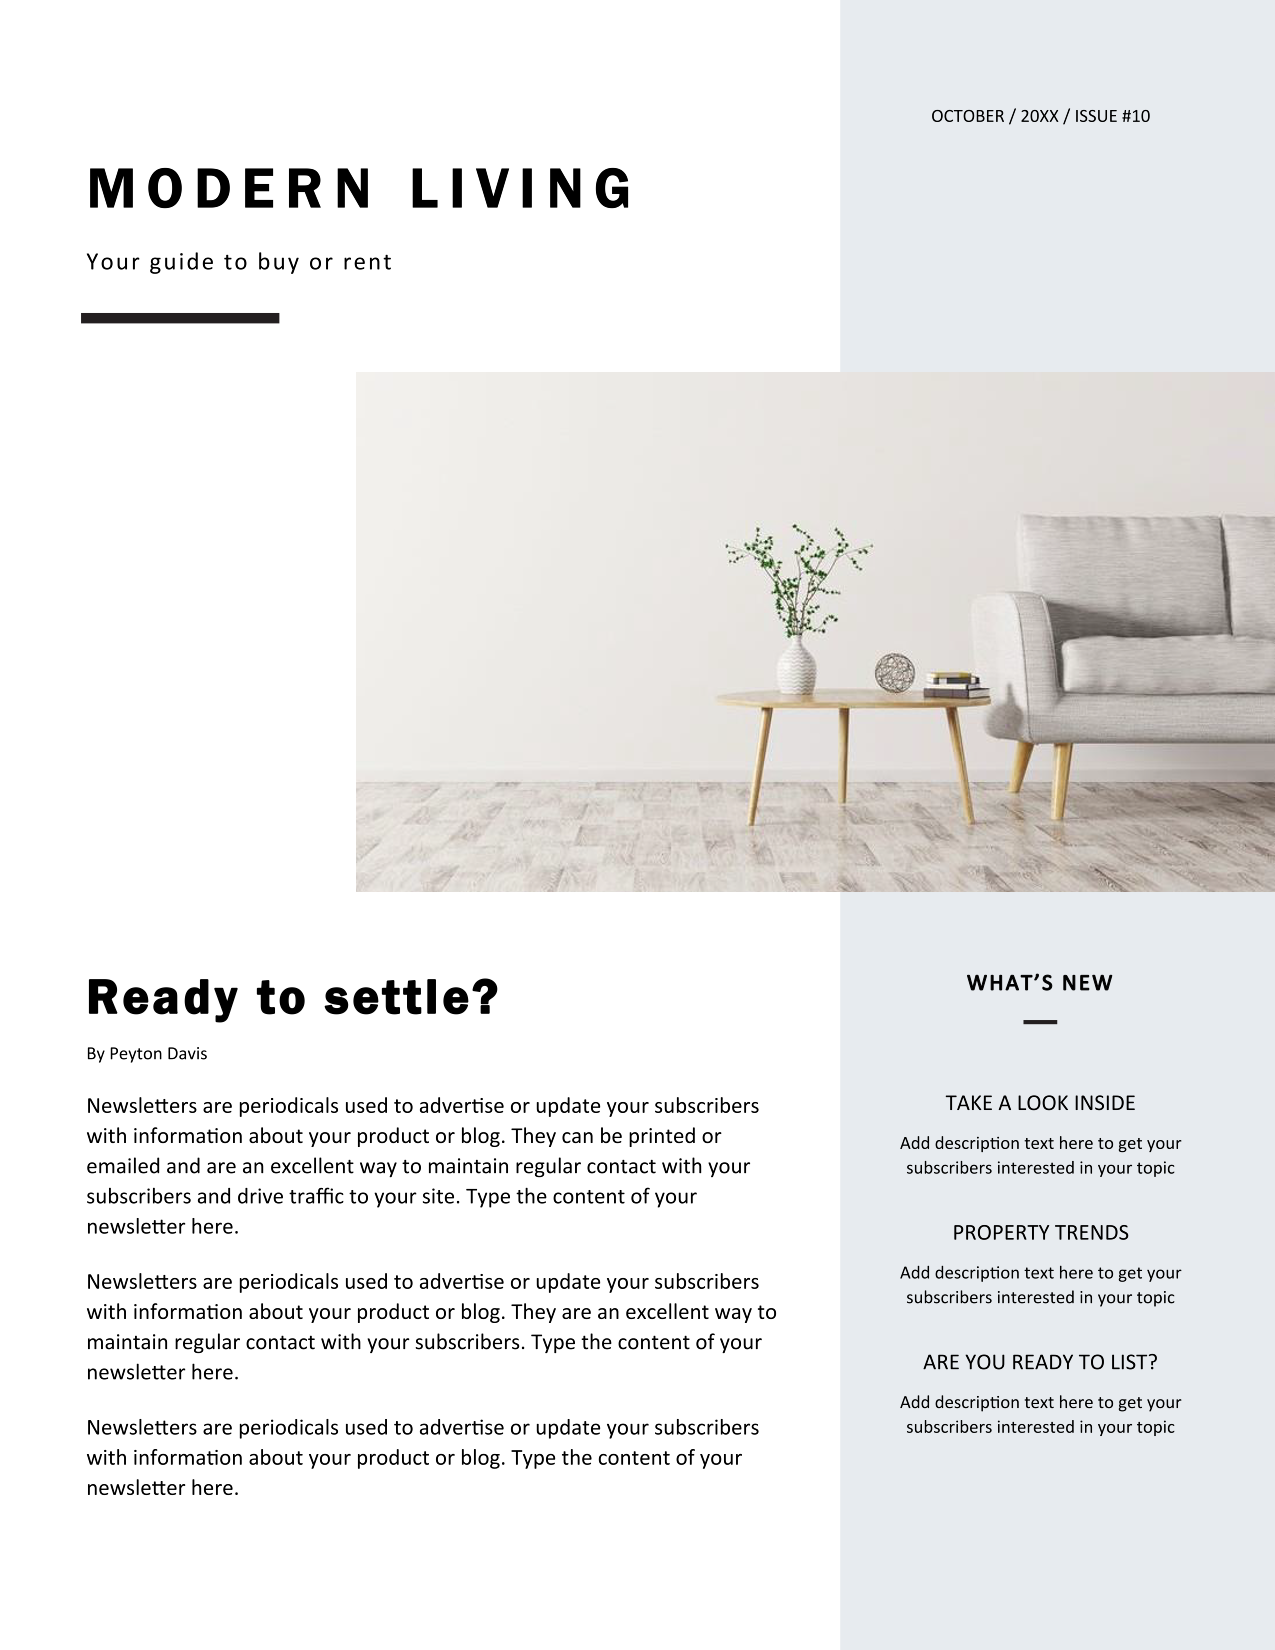 OCTOBER / 20XX / ISSUE #10
MODERN LIVING
Your guide to buy or rent
Ready to settle?
By Peyton Davis
Newsletters are periodicals used to advertise or update your subscribers
with information about your product or blog. They can be printed or
emailed and are an excellent way to maintain regular contact with your
subscribers and drive traffic to your site. Type the content of your
newsletter here.
Newsletters are periodicals used to advertise or update your subscribers
with information about your product or blog. They are an excellent way to
maintain regular contact with your subscribers. Type the content of your
newsletter here.
Newsletters are periodicals used to advertise or update your subscribers
with information about your product or blog. Type the content of your
newsletter here.
WHAT’S NEW
TAKE A LOOK INSIDE
Add description text here to get your
subscribers interested in your topic
PROPERTY TRENDS
Add description text here to get your
subscribers interested in your topic
ARE YOU READY TO LIST?
Add description text here to get your
subscribers interested in your topic